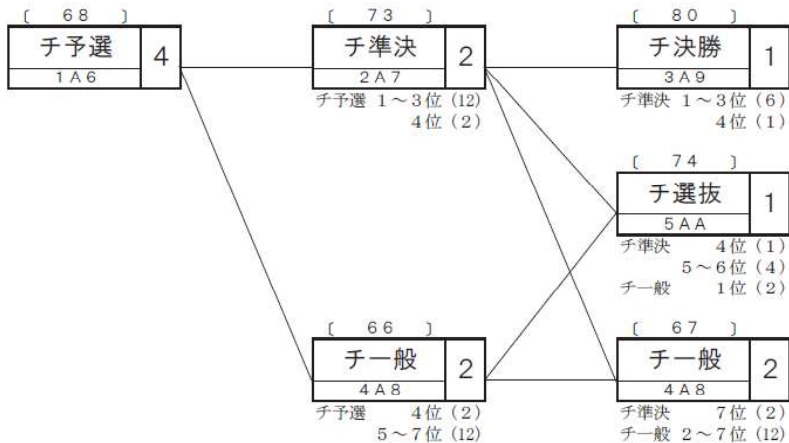 〔 68 〕
チ予選 4
1A6
〔 73 〕
チ準決 2
2A7
チ予選 1～3位(12)
4位(2)
〔 80 〕
チ決勝 1
3A9
チ準決 1～3位(6)
4位(1)
〔 74 〕
チ選抜 1
5AA
チ準決 4位(1)
5～6位(4)
チ一般 1位(2)
〔 66 〕
チ一般 2
4A8
チ予選 4位(2)
5～7位(12)
〔 67 〕
チ一般 2
4A8
チ準決 7位(2)
チ一般 2～7位(12)